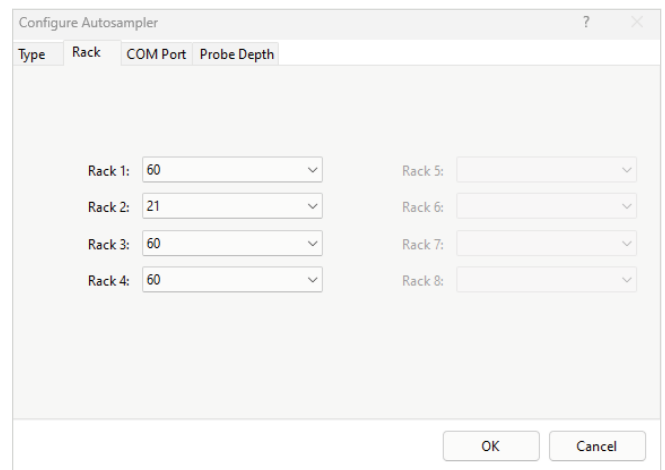 Configure Autosampler ?
Type Rack COM Port Probe Depth
Rack 1: 60 Rack 5:
Rack 2: 21 Rack 6:
Rack 3: 60 Rack 7:
Rack 4: 60 Rack 8:
OK Cancel